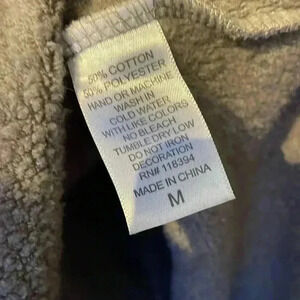 50% COTTON
50% POLYESTER
HAND OR MACHINE
WASH IN
COLD WATER
WITH LIKE COLORS
NO BLEACH
TUMBLE DRY LOW
DO NOT IRON
DECORATION
RN# 118394
MADE IN CHINA
M